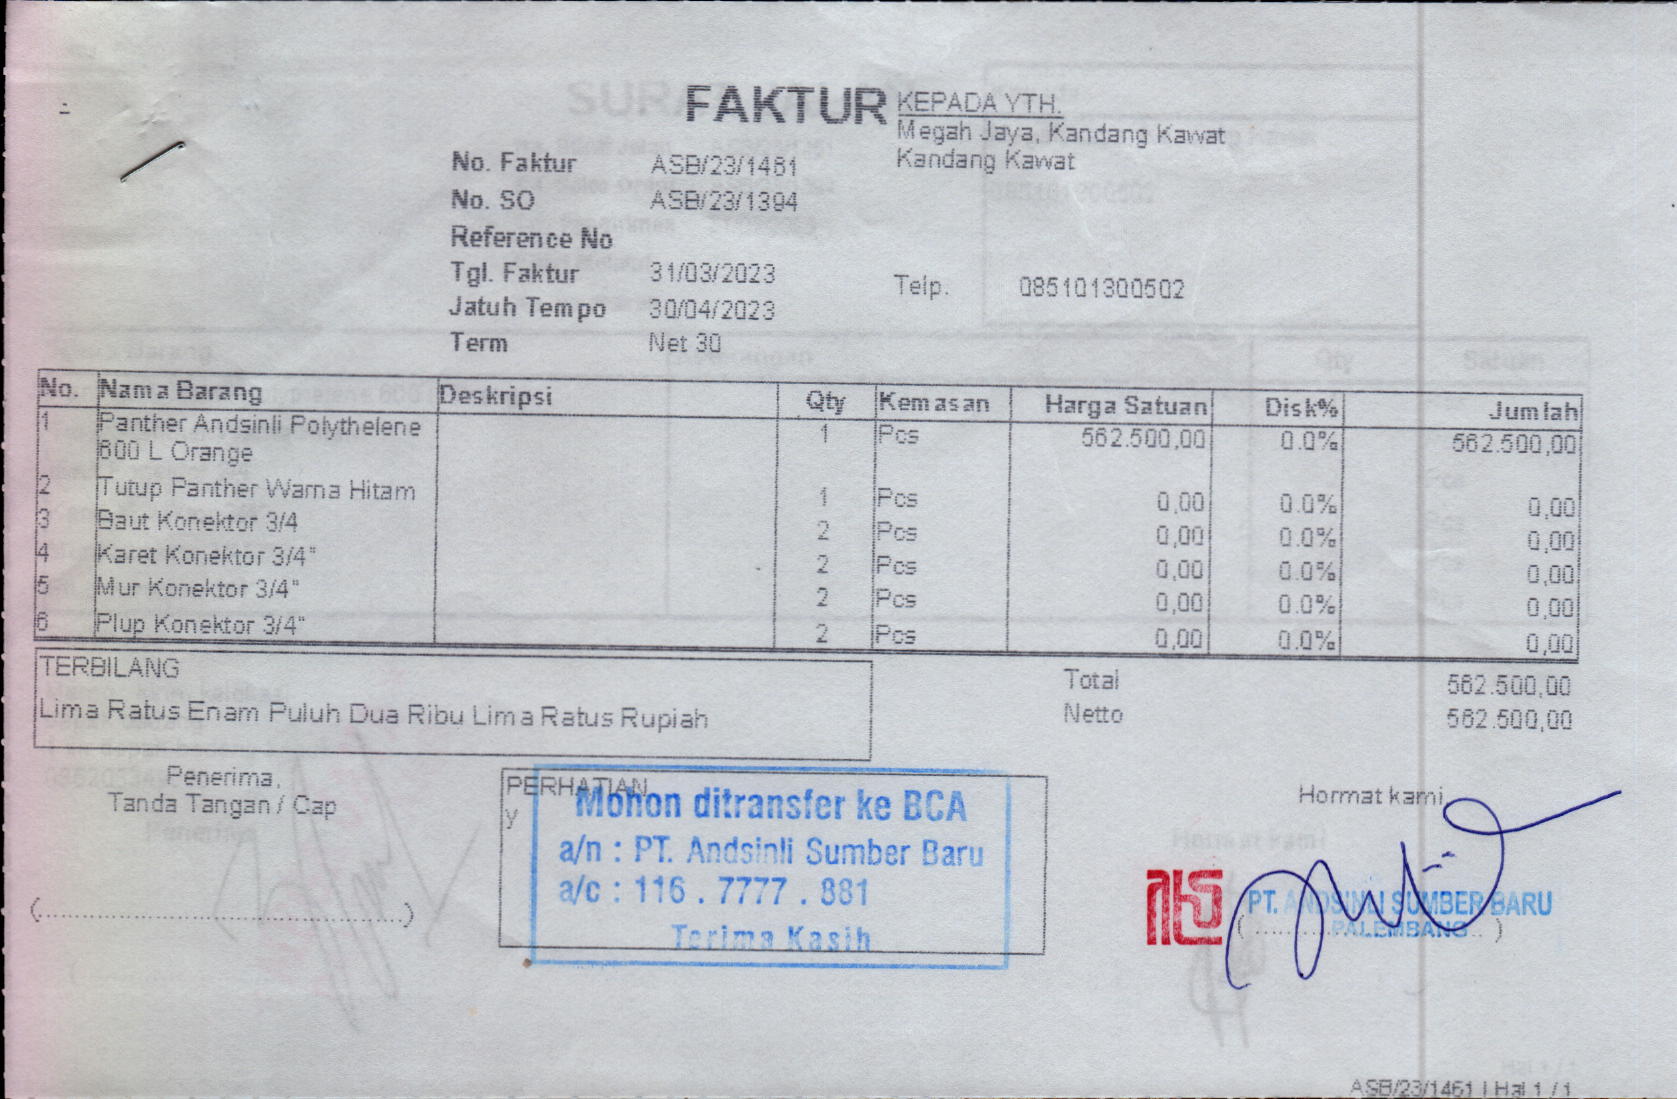 FAKTUR
KEPADA YTH.
Megah Jaya, Kandang Kawat
Kandang Kawat
No. Faktur ASB/23/1461
No. SO ASB/23/1394
Reference No
Tgl. Faktur 31/03/2023
Telp. 085101300502
Jatuh Tempo 30/04/2023
Term Net 30
No. Nama Barang Deskripsi Qty Kemasan Harga Satuan Disk% Jumlah
1 Panther Andsinli Polythelene 1 Pcs 562.500,00 0.0% 562.500,00
600 L Orange
2 Tutup Panther Warna Hitam 1 Pcs 0,00 0.0% 0,00
3 Baut Konektor 3/4 2 Pcs 0,00 0.0% 0,00
4 Karet Konektor 3/4" 2 Pcs 0,00 0.0% 0,00
5 Mur Konektor 3/4" 2 Pcs 0,00 0.0% 0,00
6 Plup Konektor 3/4" 2 Pcs 0,00 0.0% 0,00
TERBILANG
Lima Ratus Enam Puluh Dua Ribu Lima Ratus Rupiah
Total 562.500,00
Netto 562.500,00
Penerima,
Tanda Tangan / Cap
(........................................)
PERHATIAN
y
Mohon ditransfer ke BCA
a/n : PT. Andsinli Sumber Baru
a/c : 116 . 7777 . 881
Terima Kasih
Hormat kami
PT. ANDSINLI SUMBER BARU
PALEMBANG
ASB/23/1461 | Hal 1 / 1